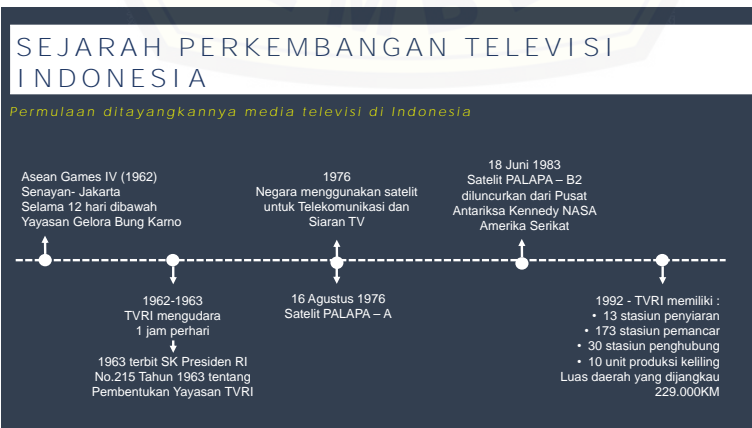 SEJARAH PERKEMBANGAN TELEVISI
INDONESIA
Permulaan ditayangkannya media televisi di Indonesia
Asean Games IV (1962)
Senayan- Jakarta
Selama 12 hari dibawah
Yayasan Gelora Bung Karno
1962-1963
TVRI mengudara
1 jam perhari
1963 terbit SK Presiden RI
No.215 Tahun 1963 tentang
Pembentukan Yayasan TVRI
1976
Negara menggunakan satelit
untuk Telekomunikasi dan
Siaran TV
16 Agustus 1976
Satelit PALAPA – A
18 Juni 1983
Satelit PALAPA – B2
diluncurkan dari Pusat
Antariksa Kennedy NASA
Amerika Serikat
1992 - TVRI memiliki :
• 13 stasiun penyiaran
• 173 stasiun pemancar
• 30 stasiun penghubung
• 10 unit produksi keliling
Luas daerah yang dijangkau
229.000KM